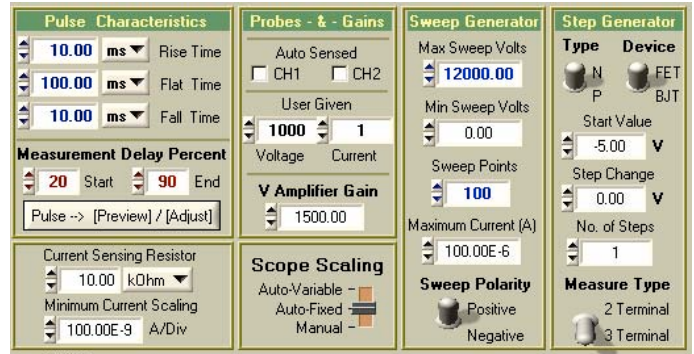 Pulse Characteristics
10.00 ms Rise Time
100.00 ms Flat Time
10.00 ms Fall Time
Measurement Delay Percent
20 Start 90 End
Pulse --> [Preview] / [Adjust]
Current Sensing Resistor
10.00 kOhm
Minimum Current Scaling
100.00E-9 A/Div
Probes - & - Gains
Auto Sensed
CH1 CH2
User Given
1000 1
Voltage Current
V Amplifier Gain
1500.00
Scope Scaling
Auto-Variable
Auto-Fixed
Manual
Sweep Generator
Max Sweep Volts
12000.00
Min Sweep Volts
0.00
Sweep Points
100
Maximum Current (A)
100.00E-6
Sweep Polarity
Positive
Negative
Step Generator
Type Device
N FET
P BJT
Start Value
-5.00 V
Step Change
0.00 V
No. of Steps
1
Measure Type
2 Terminal
3 Terminal